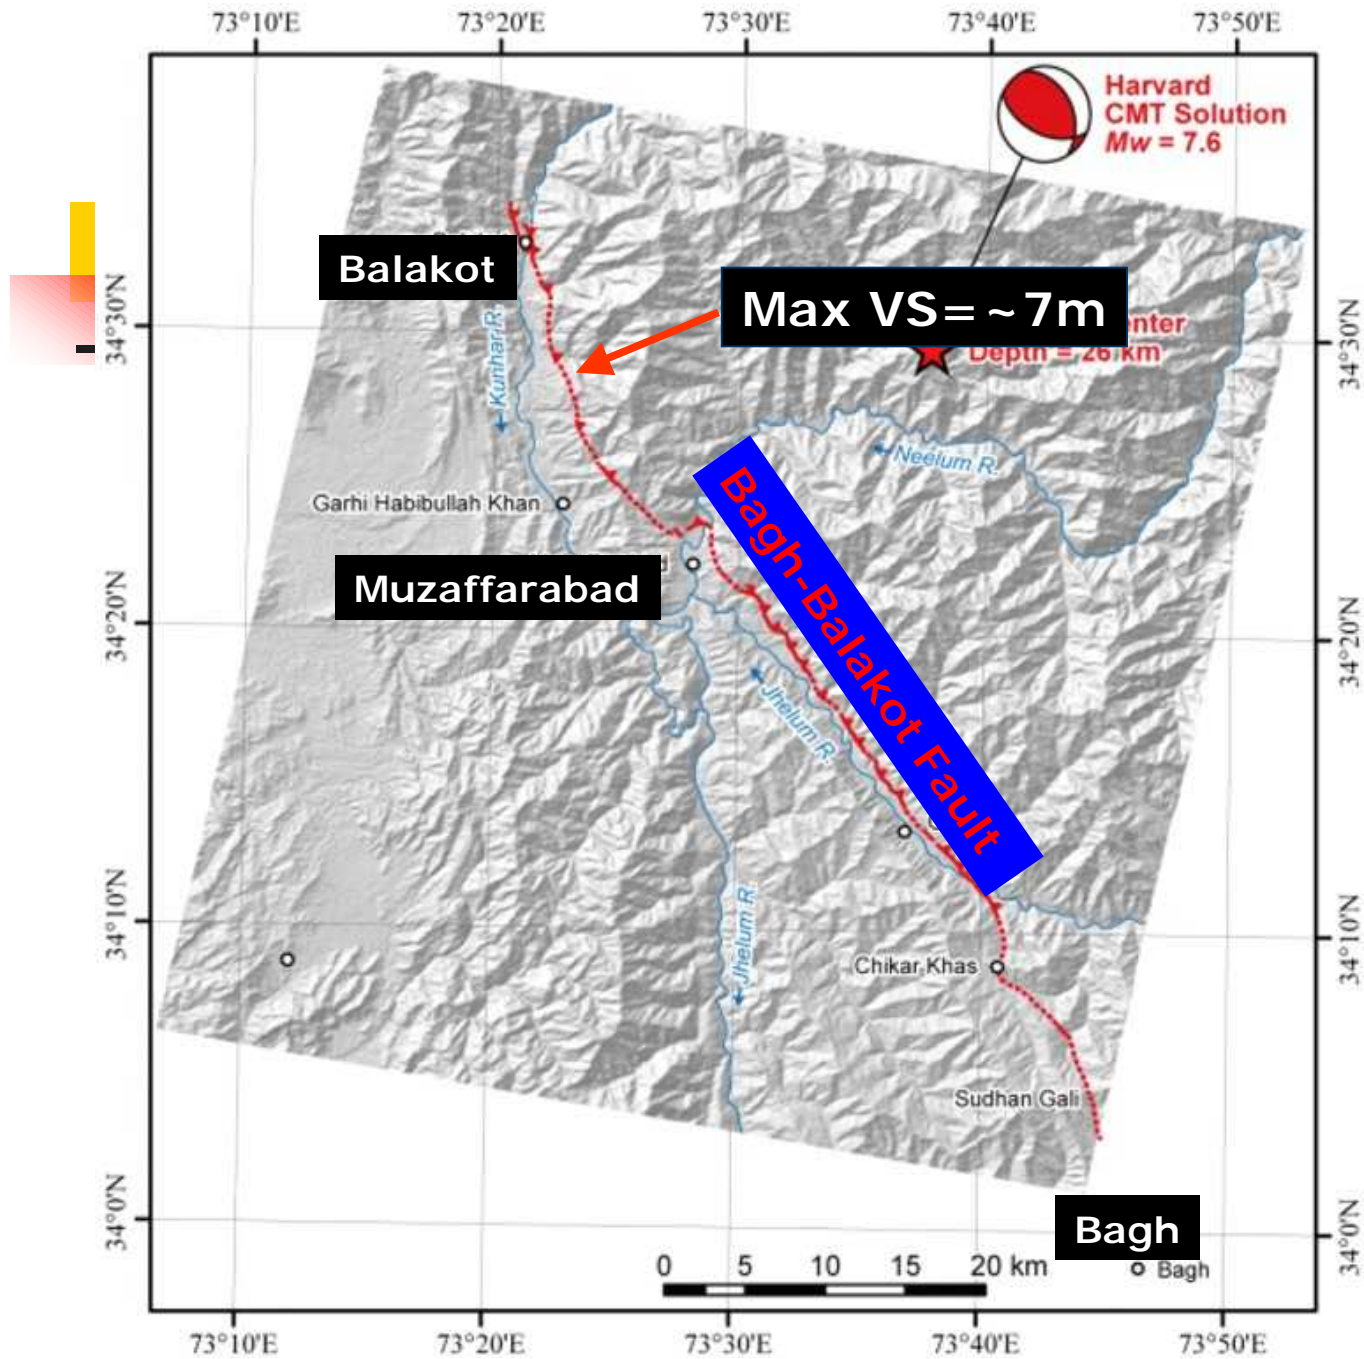 73°10'E
73°20'E
73°30'E
73°40'E
73°50'E
Harvard
CMT Solution
Mw = 7.6
Balakot
Max VS=~7m
Depth = 26 km
34°30'N
34°30'N
Kunhar R.
Neelum R.
Garhi Habibullah Khan
Bagh-Balakot Fault
Muzaffarabad
34°20'N
34°20'N
Jhelum R.
34°10'N
34°10'N
Jhelum R
Chikar Khas
Sudhan Gali
34°0'N
34°0'N
Bagh
Bagh
0 5 10 15 20 km
73°10'E
73°20'E
73°30'E
73°40'E
73°50'E